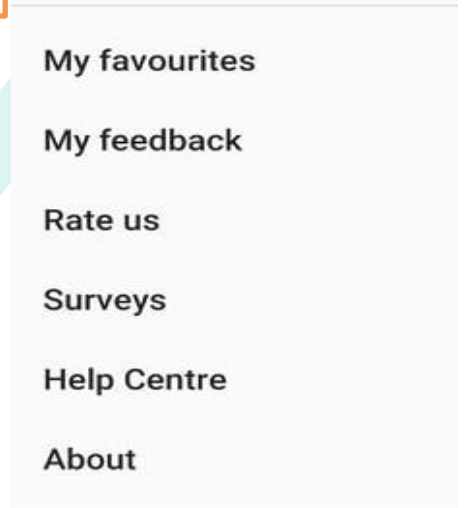 My favourites
My feedback
Rate us
Surveys
Help Centre
About